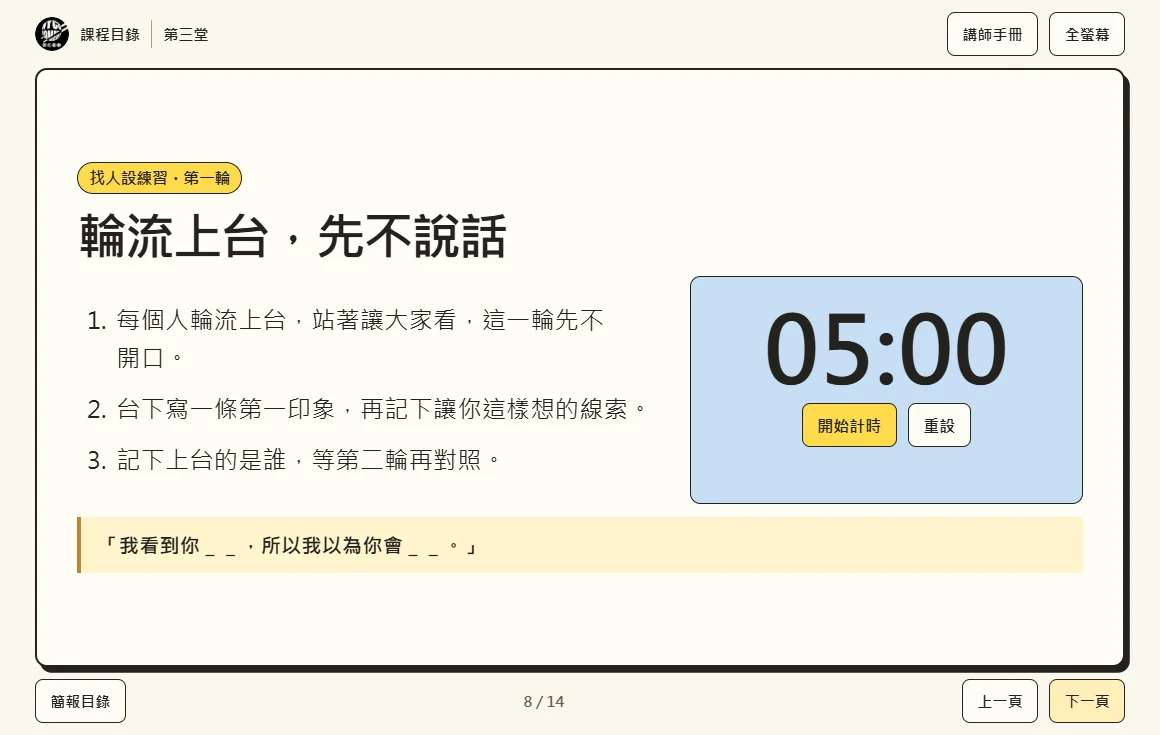 課程目錄
第三堂
講師手冊
全螢幕
找人設練習・第一輪
輪流上台，先不說話
1. 每個人輪流上台，站著讓大家看，這一輪先不
開口。
2. 台下寫一條第一印象，再記下讓你這樣想的線索。
3. 記下上台的是誰，等第二輪再對照。
05:00
開始計時
重設
「我看到你＿＿，所以我以為你會＿＿。」
簡報目錄
8 / 14
上一頁
下一頁